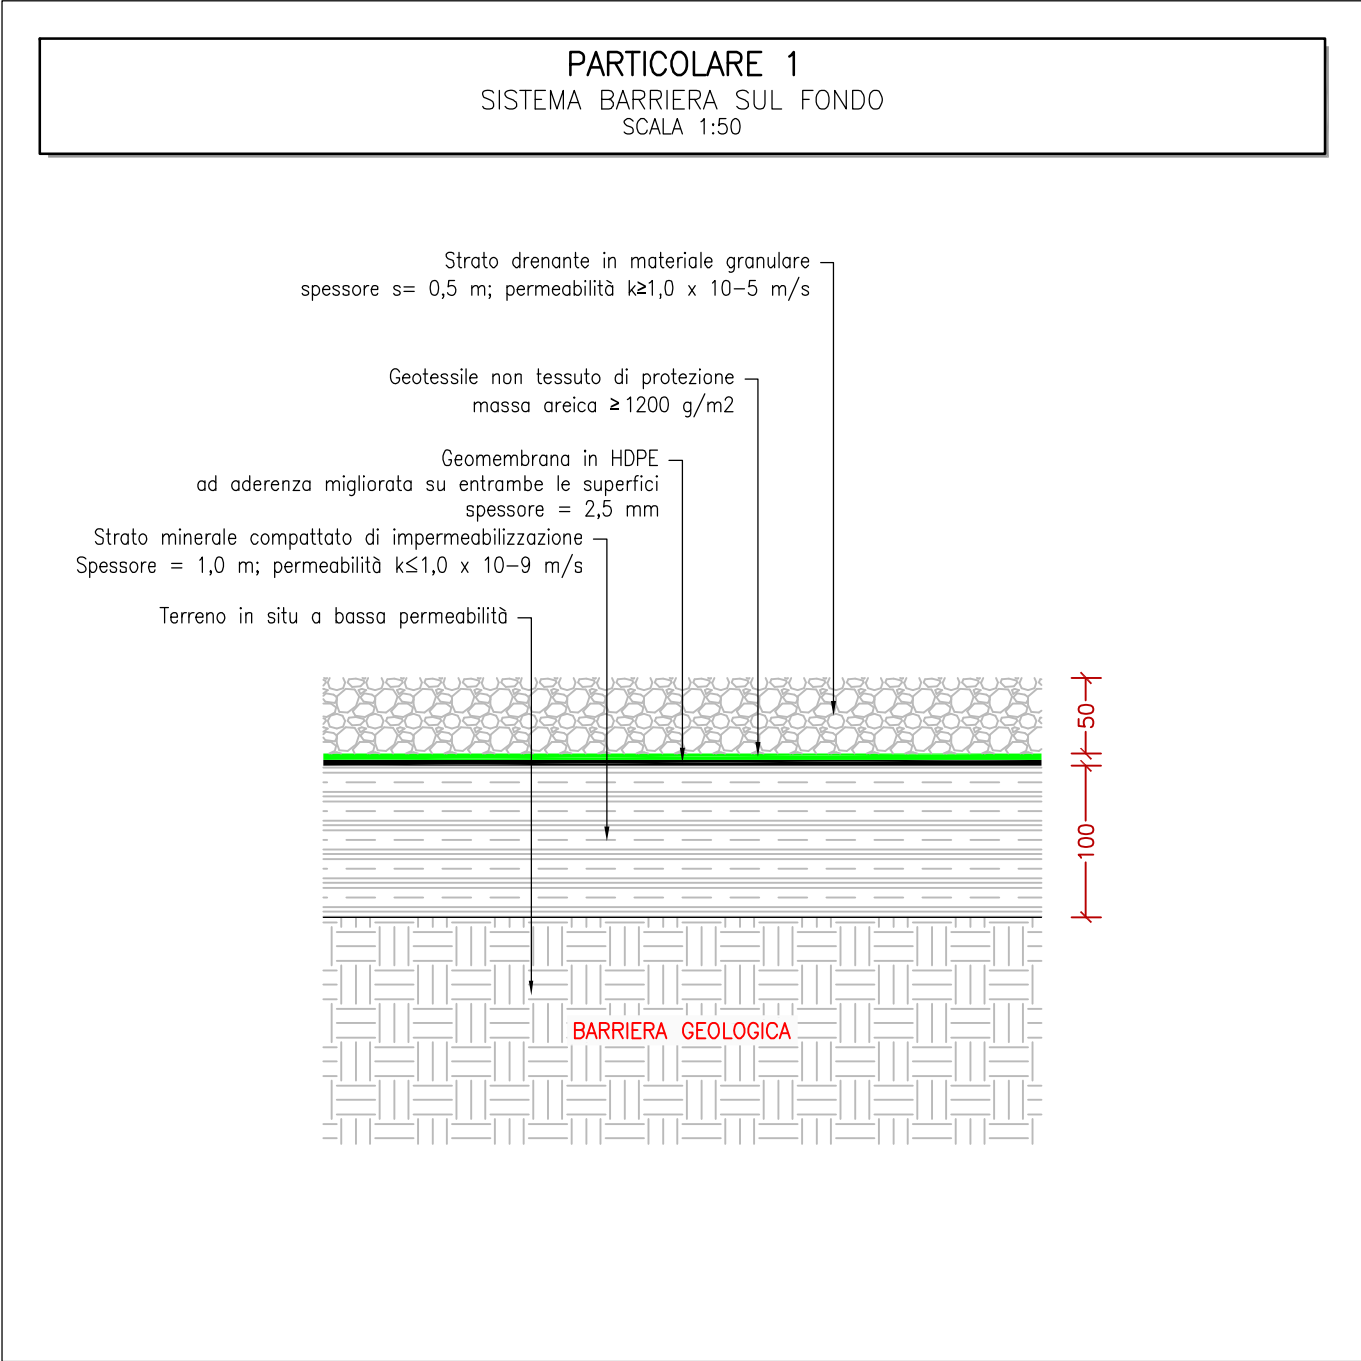 PARTICOLARE 1
SISTEMA BARRIERA SUL FONDO
SCALA 1:50
Strato drenante in materiale granulare
spessore s= 0,5 m; permeabilità k≥1,0 x 10-5 m/s
Geotessile non tessuto di protezione
massa areica ≥ 1200 g/m2
Geomembrana in HDPE
ad aderenza migliorata su entrambe le superfici
spessore = 2,5 mm
Strato minerale compattato di impermeabilizzazione
Spessore = 1,0 m; permeabilità k≤1,0 x 10-9 m/s
Terreno in situ a bassa permeabilità
50
100
BARRIERA GEOLOGICA